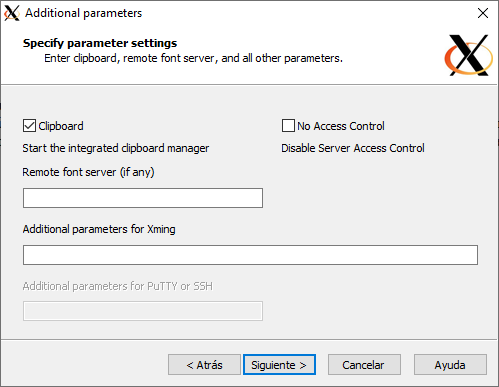 Additional parameters
Specify parameter settings
Enter clipboard, remote font server, and all other parameters.
Clipboard
No Access Control
Start the integrated clipboard manager
Disable Server Access Control
Remote font server (if any)
Additional parameters for Xming
Additional parameters for PuTTY or SSH
< Atrás
Siguiente >
Cancelar
Ayuda